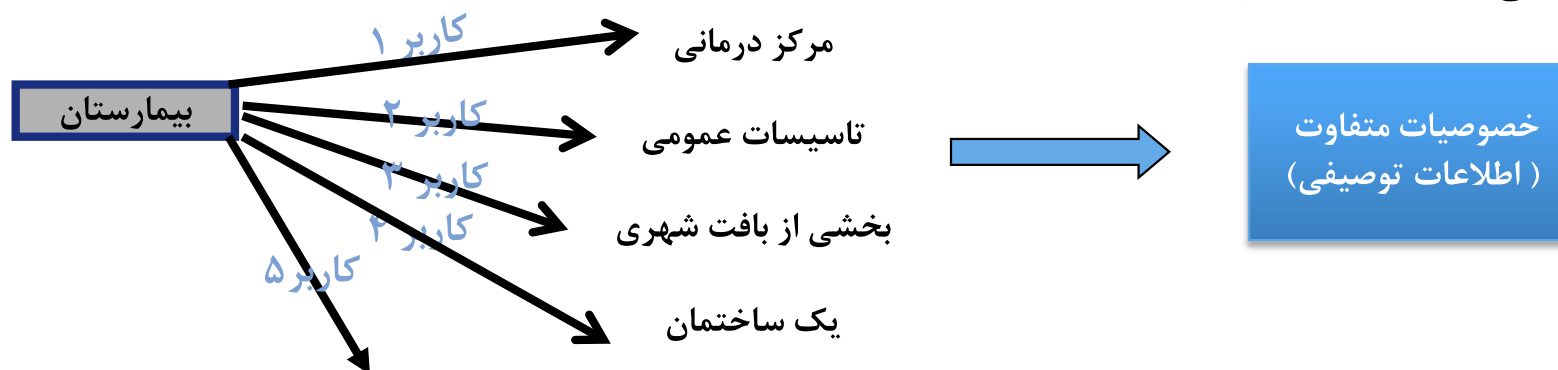 بیمارستان
کاربر ۱
مرکز درمانی
کاربر ۲
تاسیسات عمومی
کاربر ۳
بخشی از بافت شهری
کاربر ۴
یک ساختمان
کاربر ۵
خصوصیات متفاوت
( اطلاعات توصیفی)